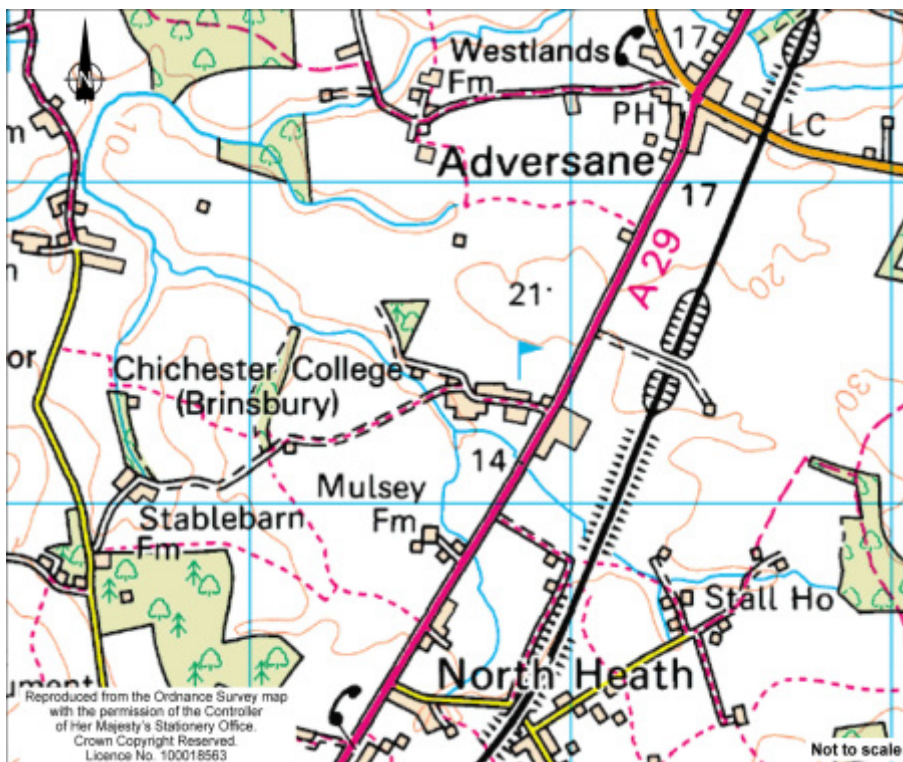 N
Westlands
Fm
17
PH
LC
m
Adversane
17
A 29
20
10
n
21
or
Chichester College
(Brinsbury)
30
14
Mulsey
Fm
Stablebarn
Fm
Stall Ho
North Heath
ument
Reproduced from the Ordnance Survey map
with the permission of the Controller
of Her Majesty's Stationery Office.
Crown Copyright Reserved.
Licence No. 100018563
Not to scale